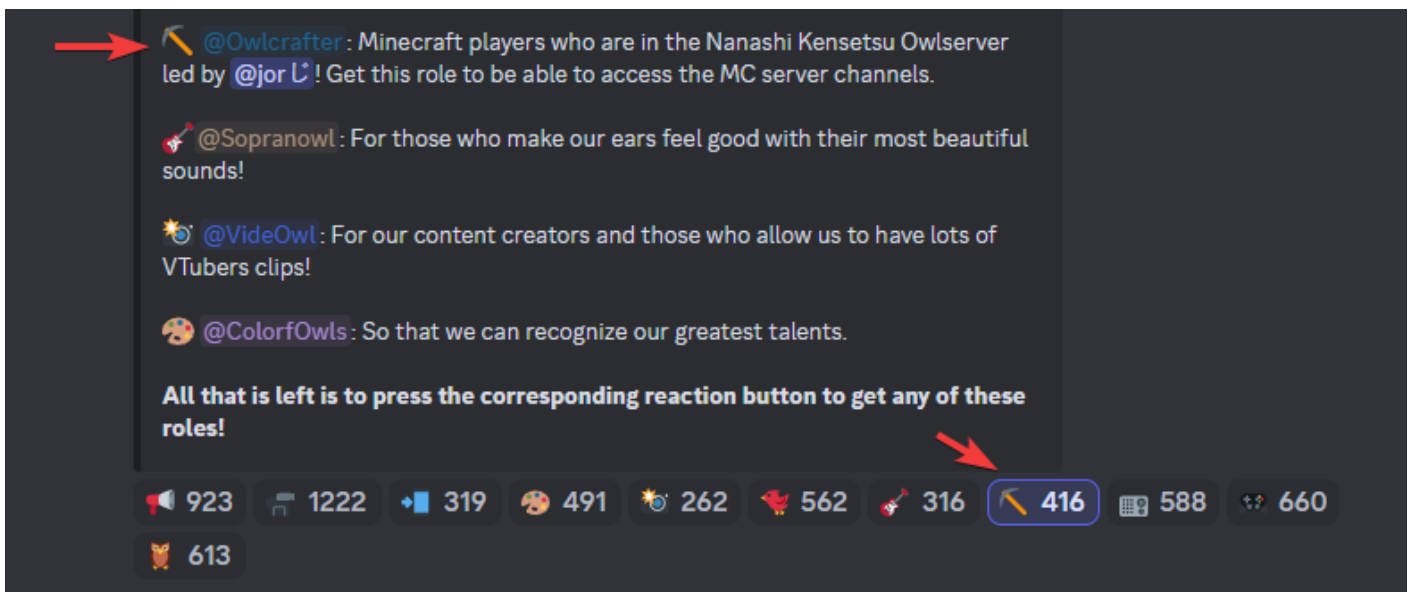 @Owlcrafter: Minecraft players who are in the Nanashi Kensetsu Owlserver
led by @jorじ! Get this role to be able to access the MC server channels.
@Sopranowl: For those who make our ears feel good with their most beautiful
sounds!
@VideOwl: For our content creators and those who allow us to have lots of
VTubers clips!
@ColorfOwls: So that we can recognize our greatest talents.
All that is left is to press the corresponding reaction button to get any of these
roles!
923 1222 319 491 262 562 316 416 588 660
613